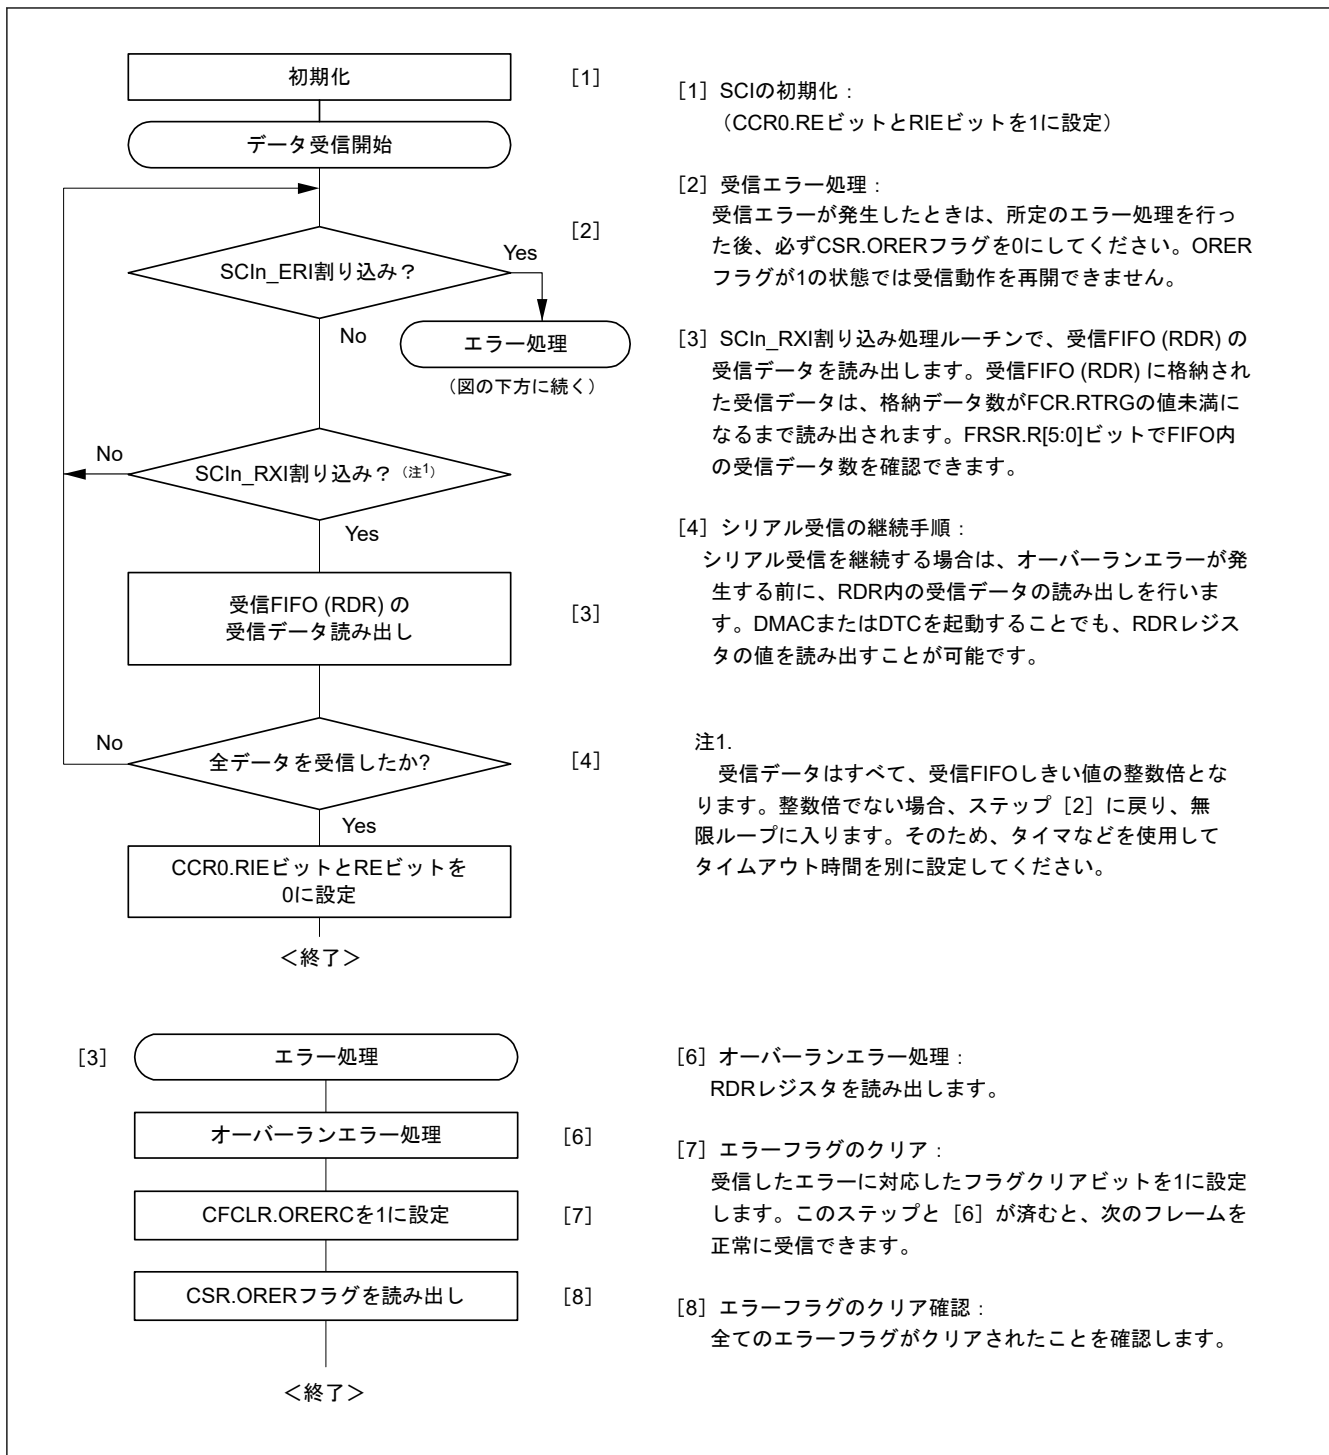 初期化
[1]
データ受信開始
[2]
SCIn_ERI割り込み？
Yes
No
エラー処理
（図の下方に続く）
No
SCIn_RXI割り込み？（注1）
Yes
受信FIFO (RDR) の
受信データ読み出し
[3]
No
全データを受信したか?
[4]
Yes
CCR0.RIEビットとREビットを
0に設定
＜終了＞
[1] SCIの初期化：
（CCR0.REビットとRIEビットを1に設定）
[2] 受信エラー処理：
受信エラーが発生したときは、所定のエラー処理を行っ
た後、必ずCSR.ORERフラグを0にしてください。ORER
フラグが1の状態では受信動作を再開できません。
[3] SCIn_RXI割り込み処理ルーチンで、受信FIFO (RDR) の
受信データを読み出します。受信FIFO (RDR) に格納され
た受信データは、格納データ数がFCR.RTRGの値未満に
なるまで読み出されます。FRSR.R[5:0]ビットでFIFO内
の受信データ数を確認できます。
[4] シリアル受信の継続手順：
シリアル受信を継続する場合は、オーバーランエラーが発
生する前に、RDR内の受信データの読み出しを行いま
す。DMACまたはDTCを起動することでも、RDRレジス
タの値を読み出すことが可能です。
注1.
受信データはすべて、受信FIFOしきい値の整数倍とな
ります。整数倍でない場合、ステップ［2］に戻り、無
限ループに入ります。そのため、タイマなどを使用して
タイムアウト時間を別に設定してください。
[3]
エラー処理
オーバーランエラー処理
[6]
CFCLR.ORERCを1に設定
[7]
CSR.ORERフラグを読み出し
[8]
＜終了＞
[6] オーバーランエラー処理：
RDRレジスタを読み出します。
[7] エラーフラグのクリア：
受信したエラーに対応したフラグクリアビットを1に設定
します。このステップと［6］が済むと、次のフレームを
正常に受信できます。
[8] エラーフラグのクリア確認：
全てのエラーフラグがクリアされたことを確認します。